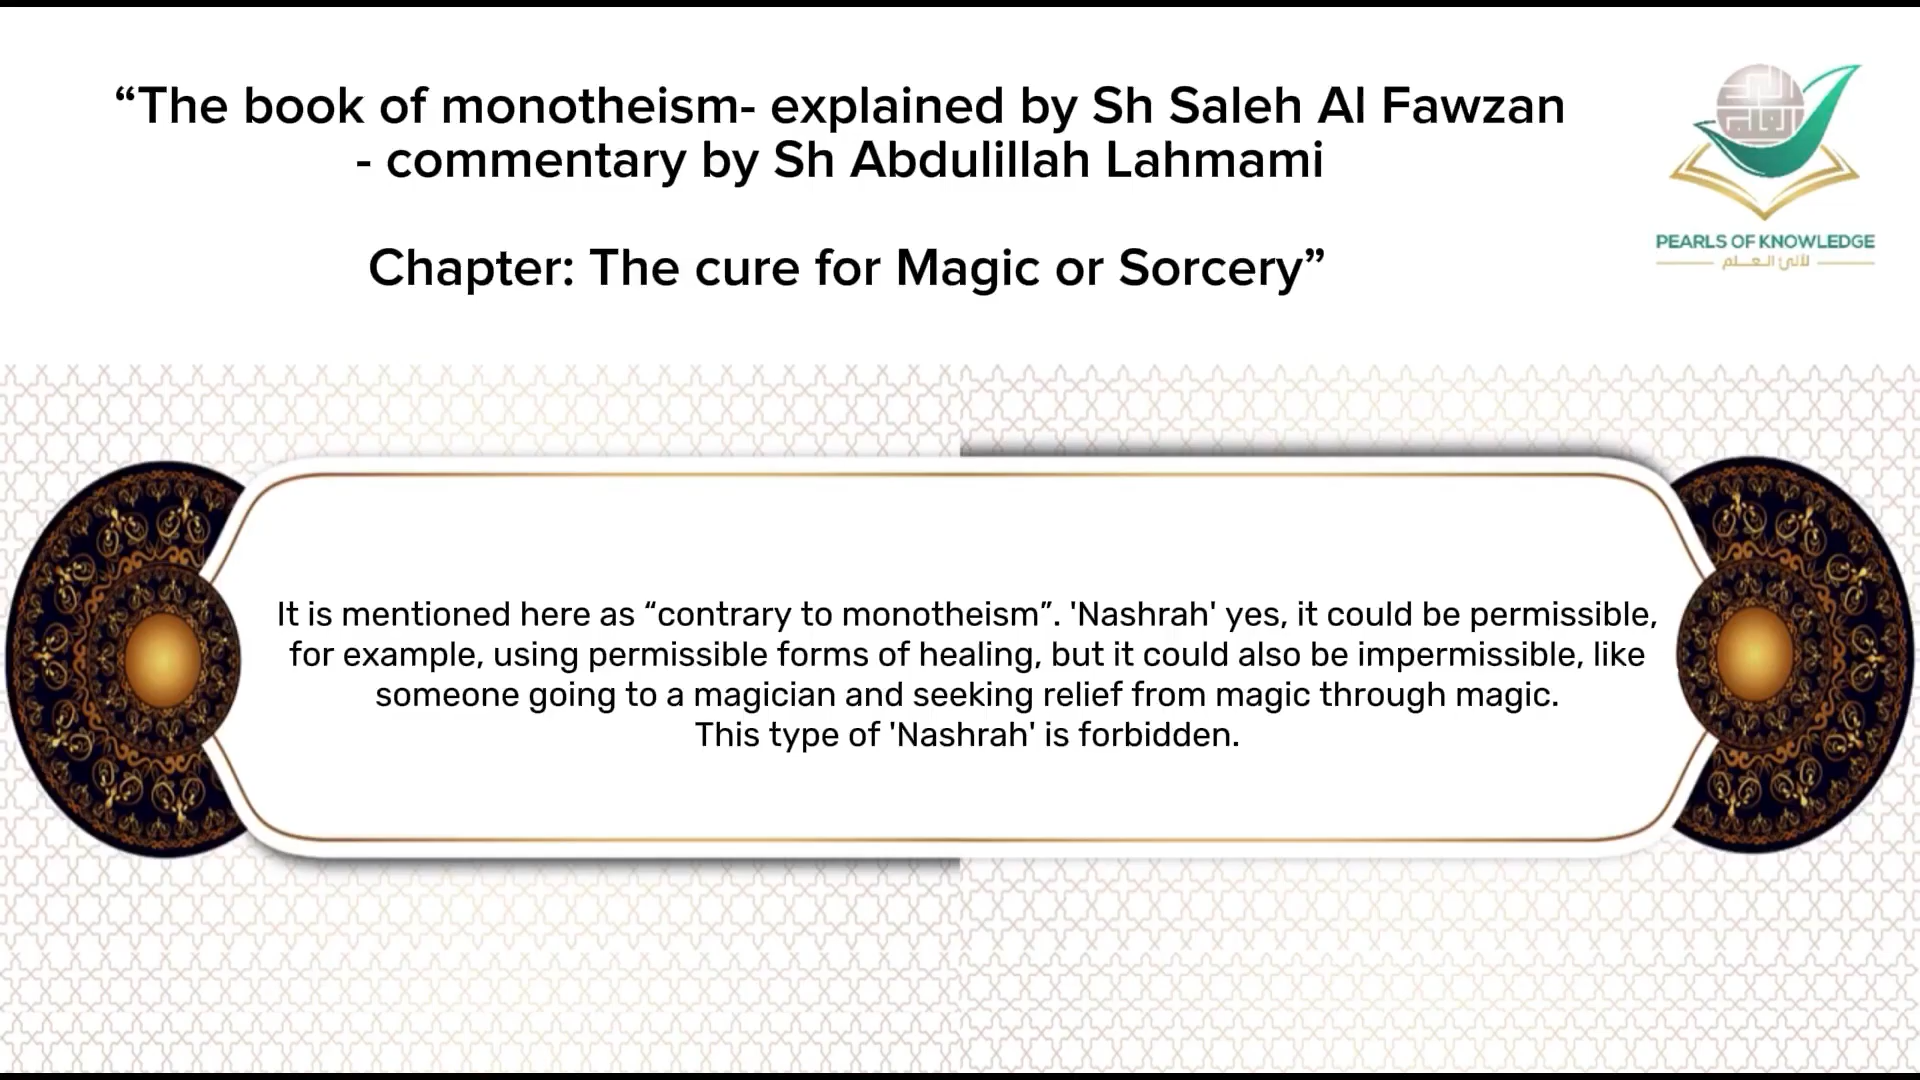 “The book of monotheism- explained by Sh Saleh Al Fawzan
- commentary by Sh Abdulillah Lahmami
Chapter: The cure for Magic or Sorcery”
PEARLS OF KNOWLEDGE
لآلئ العلم
It is mentioned here as “contrary to monotheism”. 'Nashrah' yes, it could be permissible,
for example, using permissible forms of healing, but it could also be impermissible, like
someone going to a magician and seeking relief from magic through magic.
This type of 'Nashrah' is forbidden.